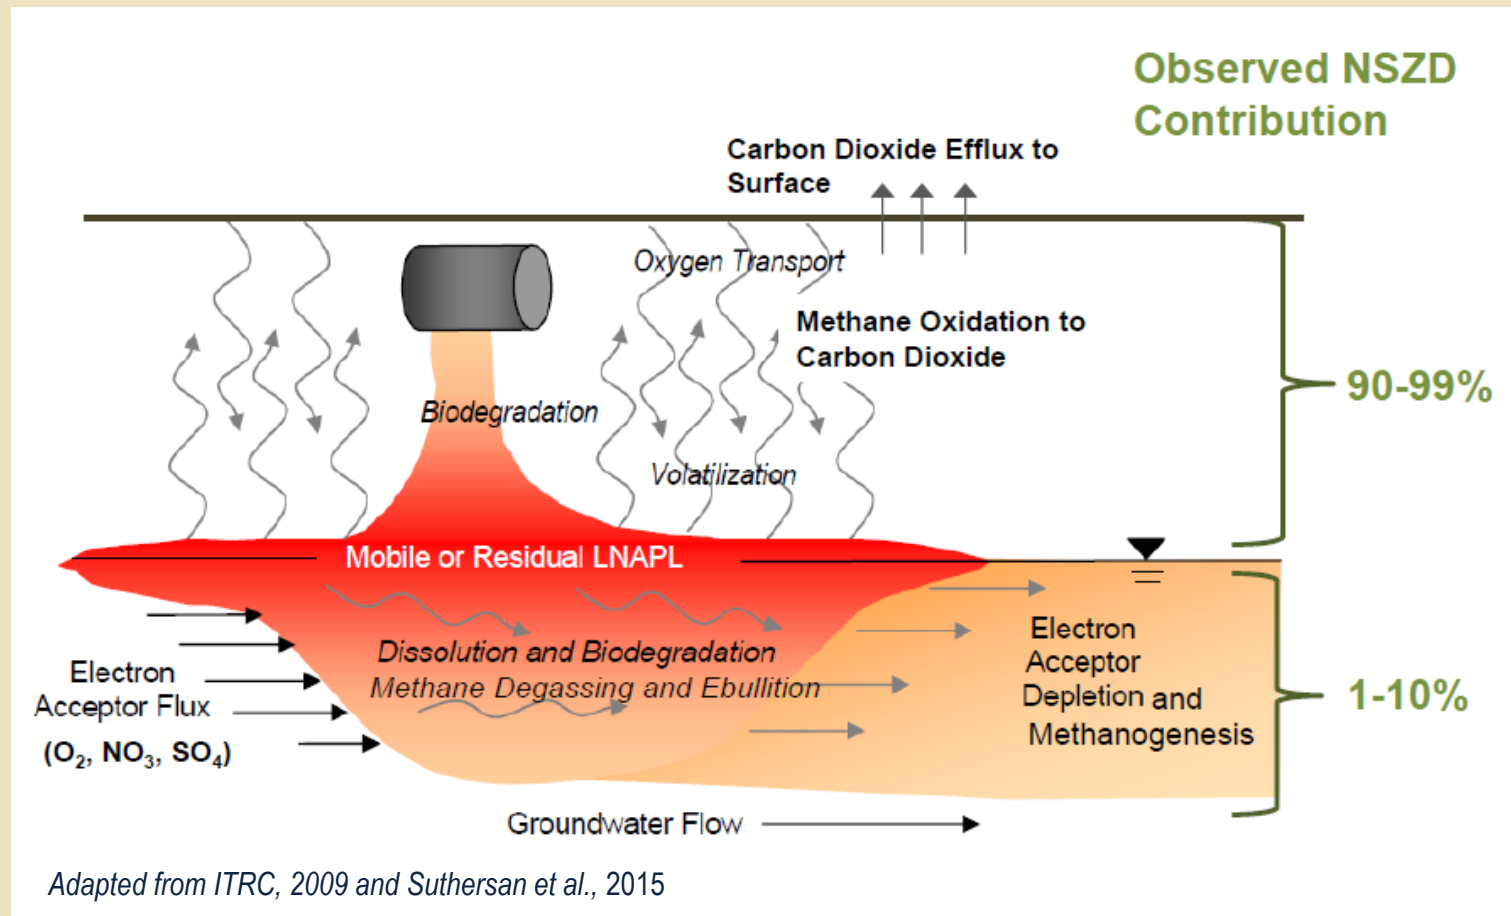 Observed NSZD
Contribution
Carbon Dioxide Efflux to
Surface
Oxygen Transport
Methane Oxidation to
Carbon Dioxide
90-99%
Biodegradation
Volatilization
Mobile or Residual LNAPL
Electron
Acceptor Flux
(O₂, NO₃, SO₄)
Dissolution and Biodegradation
Methane Degassing and Ebullition
Electron
Acceptor
Depletion and
Methanogenesis
1-10%
Groundwater Flow
Adapted from ITRC, 2009 and Suthersan et al., 2015